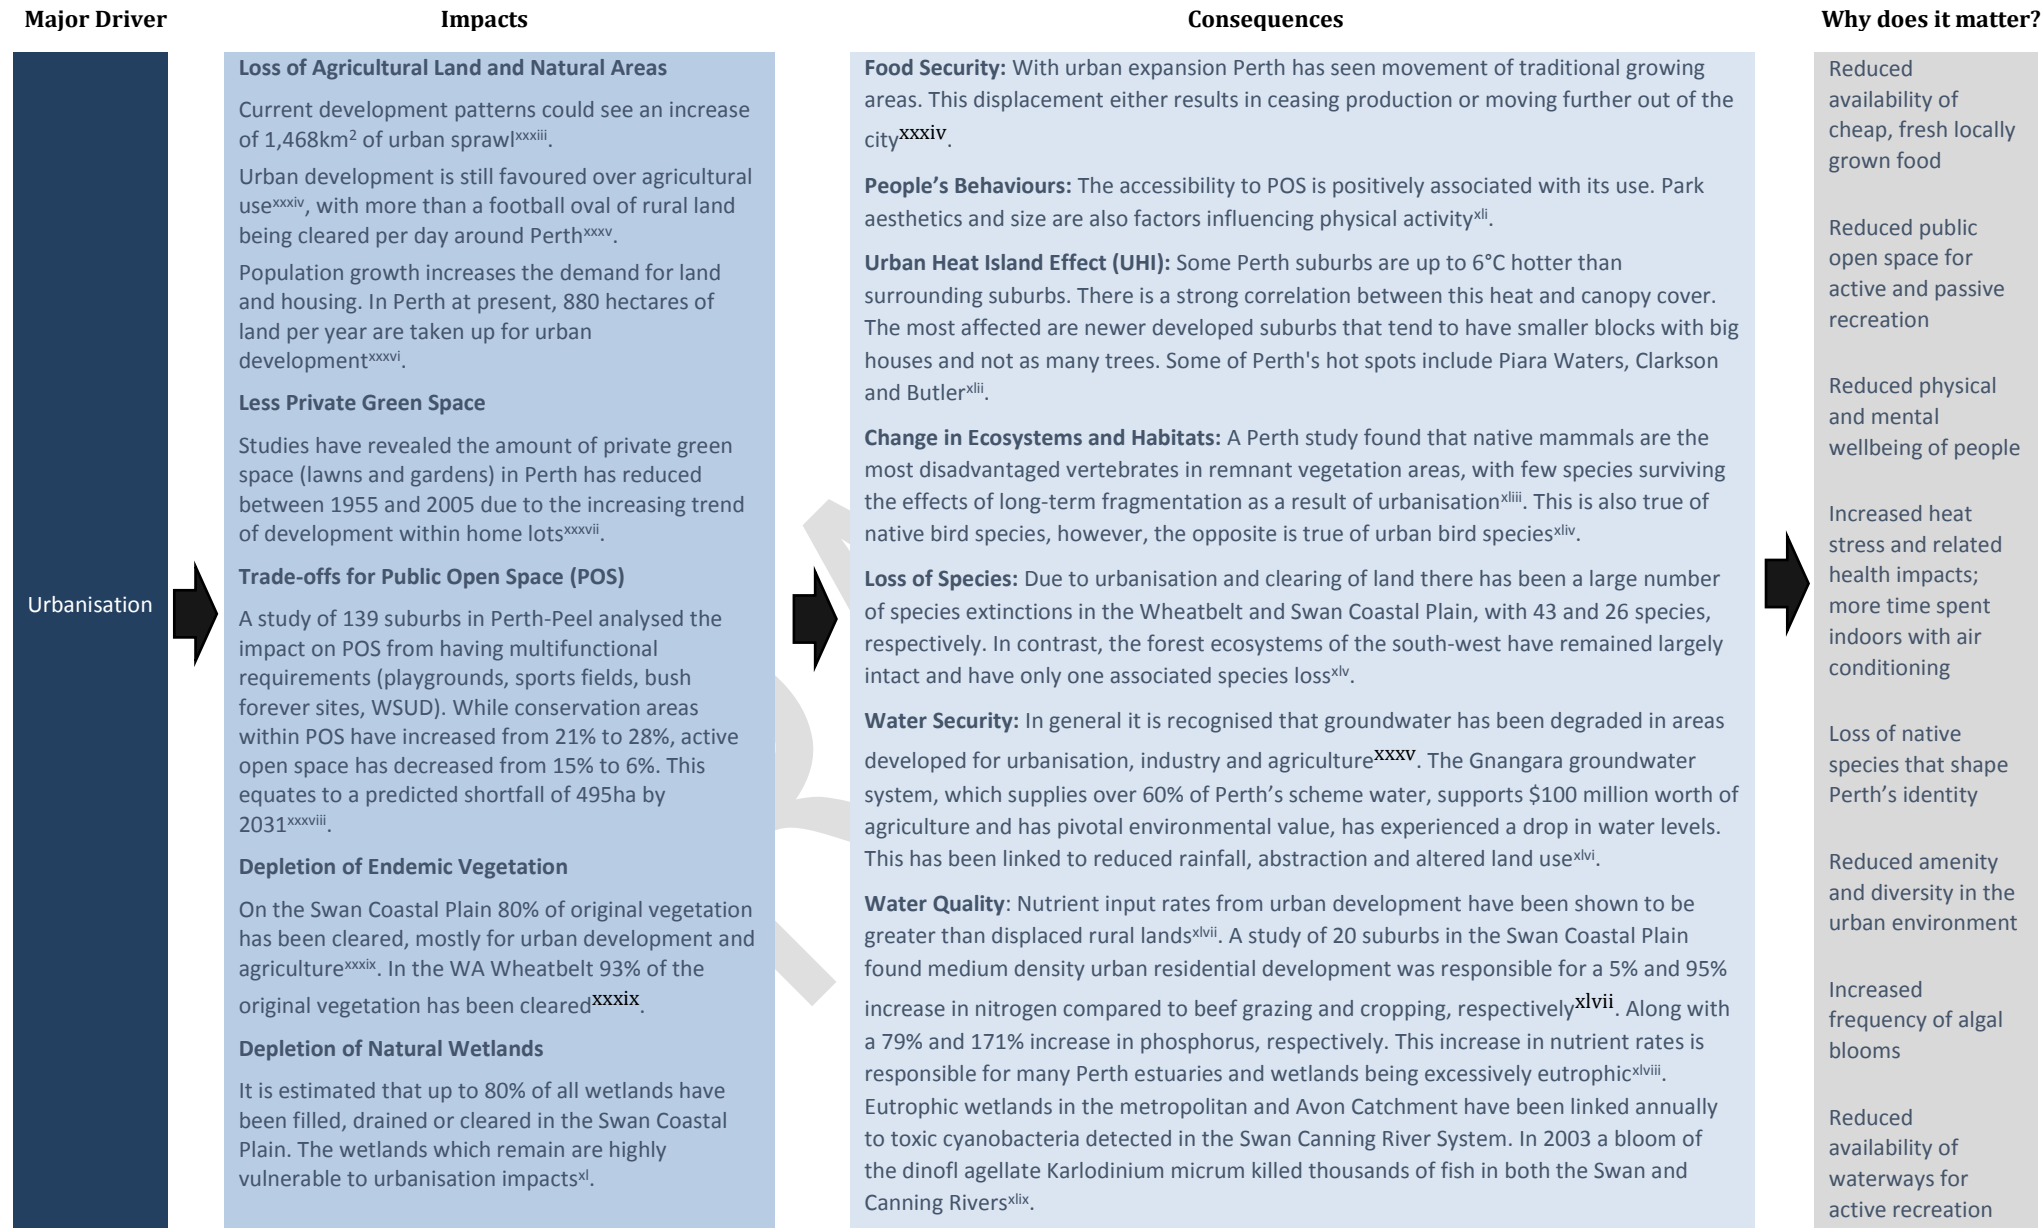 Major Driver
Impacts
Consequences
Why does it matter?
Urbanisation
Loss of Agricultural Land and Natural Areas
Current development patterns could see an increase
of 1,468km² of urban sprawlxxxiii.
Urban development is still favoured over agricultural
usexxxiv, with more than a football oval of rural land
being cleared per day around Perthxxxv.
Population growth increases the demand for land
and housing. In Perth at present, 880 hectares of
land per year are taken up for urban
developmentxxxvi.
Less Private Green Space
Studies have revealed the amount of private green
space (lawns and gardens) in Perth has reduced
between 1955 and 2005 due to the increasing trend
of development within home lotsxxxvii.
Trade-offs for Public Open Space (POS)
A study of 139 suburbs in Perth-Peel analysed the
impact on POS from having multifunctional
requirements (playgrounds, sports fields, bush
forever sites, WSUD). While conservation areas
within POS have increased from 21% to 28%, active
open space has decreased from 15% to 6%. This
equates to a predicted shortfall of 495ha by
2031xxxviii.
Depletion of Endemic Vegetation
On the Swan Coastal Plain 80% of original vegetation
has been cleared, mostly for urban development and
agriculturexxxix. In the WA Wheatbelt 93% of the
original vegetation has been clearedxxxix.
Depletion of Natural Wetlands
It is estimated that up to 80% of all wetlands have
been filled, drained or cleared in the Swan Coastal
Plain. The wetlands which remain are highly
vulnerable to urbanisation impactsxl.
Food Security: With urban expansion Perth has seen movement of traditional growing
areas. This displacement either results in ceasing production or moving further out of the
cityxxxiv.
People's Behaviours: The accessibility to POS is positively associated with its use. Park
aesthetics and size are also factors influencing physical activityxli.
Urban Heat Island Effect (UHI): Some Perth suburbs are up to 6°C hotter than
surrounding suburbs. There is a strong correlation between this heat and canopy cover.
The most affected are newer developed suburbs that tend to have smaller blocks with big
houses and not as many trees. Some of Perth's hot spots include Piara Waters, Clarkson
and Butlerxlii.
Change in Ecosystems and Habitats: A Perth study found that native mammals are the
most disadvantaged vertebrates in remnant vegetation areas, with few species surviving
the effects of long-term fragmentation as a result of urbanisationxliii. This is also true of
native bird species, however, the opposite is true of urban bird speciesxliv.
Loss of Species: Due to urbanisation and clearing of land there has been a large number
of species extinctions in the Wheatbelt and Swan Coastal Plain, with 43 and 26 species,
respectively. In contrast, the forest ecosystems of the south-west have remained largely
intact and have only one associated species lossxlv.
Water Security: In general it is recognised that groundwater has been degraded in areas
developed for urbanisation, industry and agriculturexxxv. The Gnangara groundwater
system, which supplies over 60% of Perth's scheme water, supports $100 million worth of
agriculture and has pivotal environmental value, has experienced a drop in water levels.
This has been linked to reduced rainfall, abstraction and altered land usexlvi.
Water Quality: Nutrient input rates from urban development have been shown to be
greater than displaced rural landsxlvii. A study of 20 suburbs in the Swan Coastal Plain
found medium density urban residential development was responsible for a 5% and 95%
increase in nitrogen compared to beef grazing and cropping, respectivelyxlvii. Along with
a 79% and 171% increase in phosphorus, respectively. This increase in nutrient rates is
responsible for many Perth estuaries and wetlands being excessively eutrophicxlviii.
Eutrophic wetlands in the metropolitan and Avon Catchment have been linked annually
to toxic cyanobacteria detected in the Swan Canning River System. In 2003 a bloom of
the dinofl agellate Karlodinium micrum killed thousands of fish in both the Swan and
Canning Riversxlix.
Reduced
availability of
cheap, fresh locally
grown food
Reduced public
open space for
active and passive
recreation
Reduced physical
and mental
wellbeing of people
Increased heat
stress and related
health impacts;
more time spent
indoors with air
conditioning
Loss of native
species that shape
Perth's identity
Reduced amenity
and diversity in the
urban environment
Increased
frequency of algal
blooms
Reduced
availability of
waterways for
active recreation